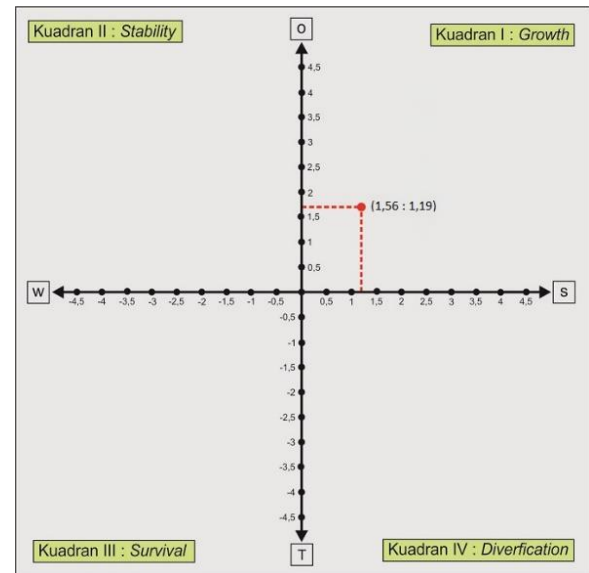 Kuadran II : Stability
O
Kuadran I : Growth
4,5
4
3,5
3
2,5
2
(1,56 : 1,19)
1,5
1
0,5
W
S
-4,5 -4 -3,5 -3 -2,5 -2 -1,5 -1 -0,5 0,5 1 1,5 2 2,5 3 3,5 4 4,5
-0,5
-1
-1,5
-2
-2,5
-3
-3,5
-4
-4,5
Kuadran III : Survival
T
Kuadran IV : Diverfication